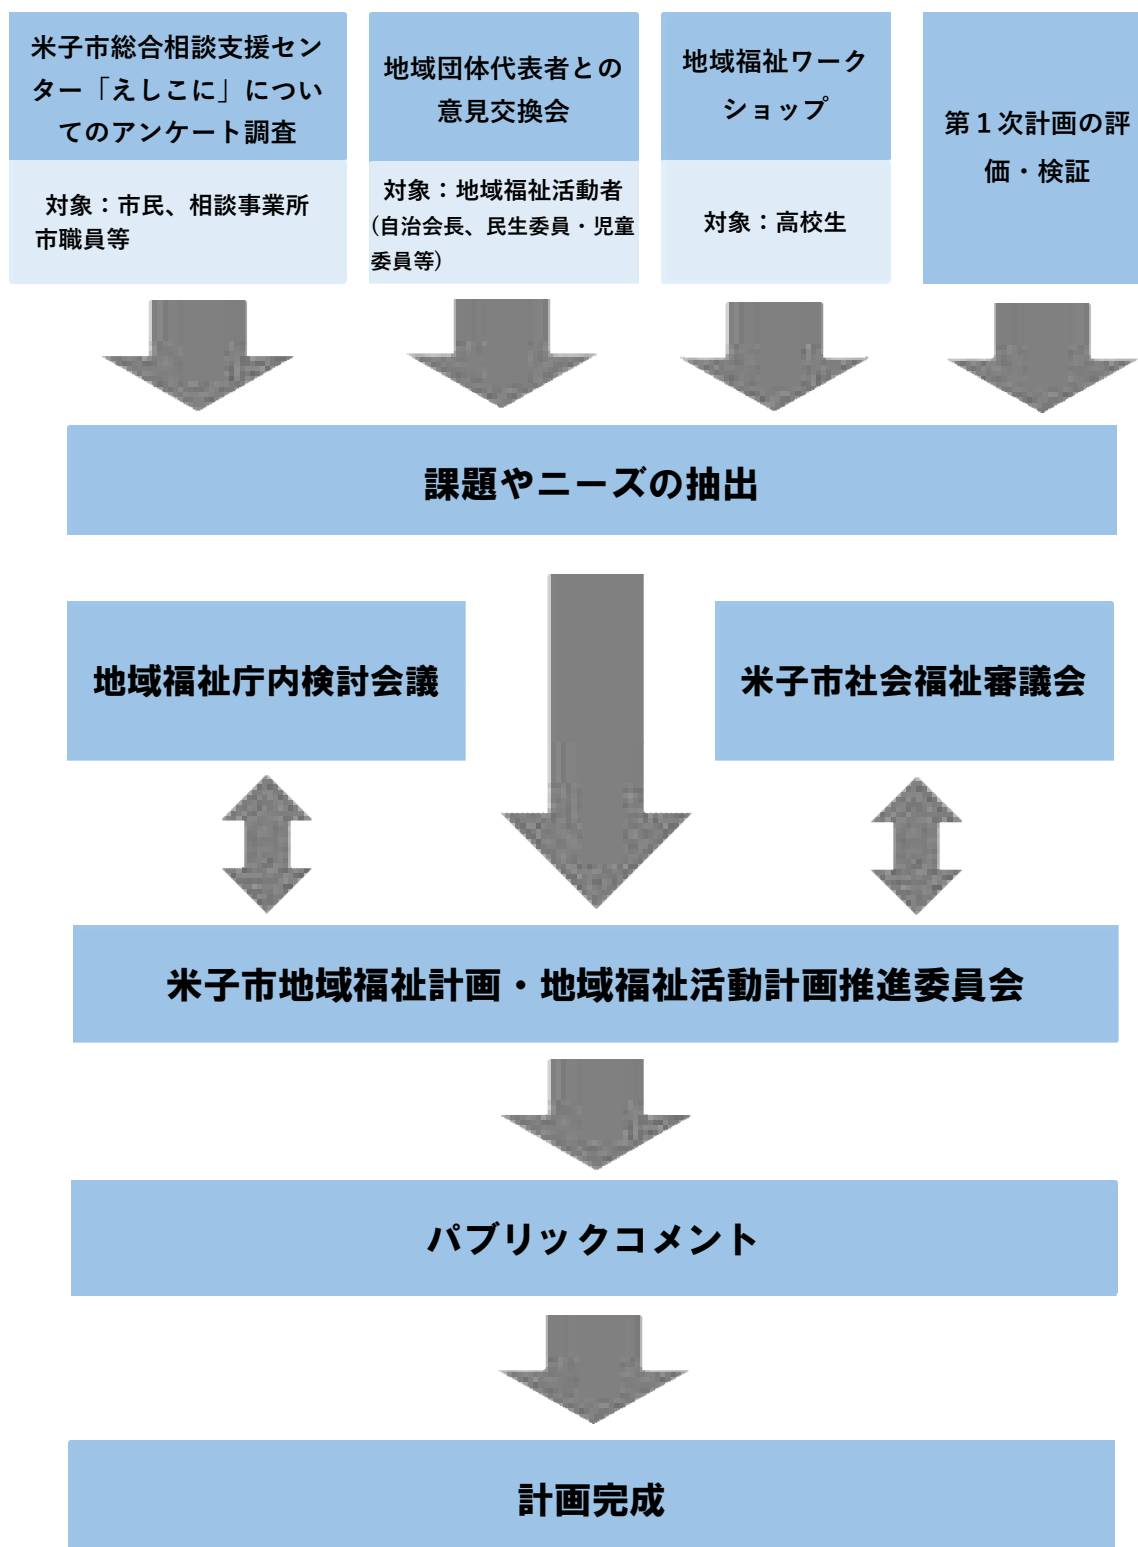 米子市総合相談支援セン
ター「えしこに」につい
てのアンケート調査
対象：市民、相談事業所
市職員等
地域団体代表者との
意見交換会
対象：地域福祉活動者
(自治会長、民生委員・児童
委員等)
地域福祉ワーク
ショップ
対象：高校生
第１次計画の評
価・検証
課題やニーズの抽出
地域福祉庁内検討会議
米子市社会福祉審議会
米子市地域福祉計画・地域福祉活動計画推進委員会
パブリックコメント
計画完成